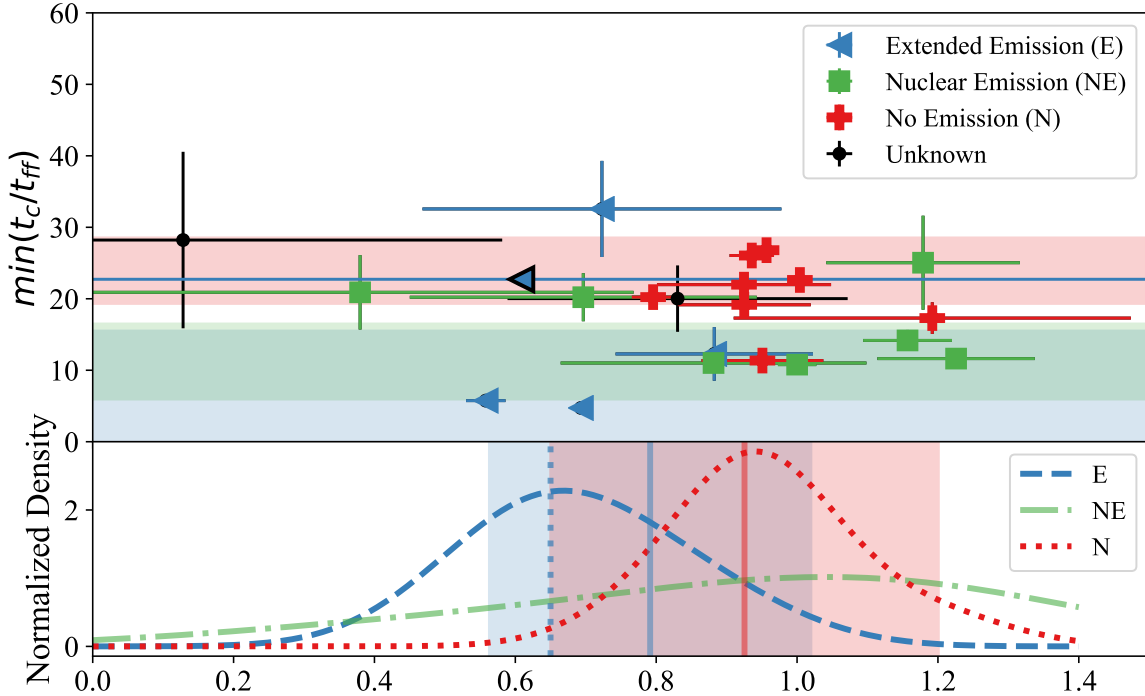 60
50
40
30
20
10
0
min(t_c/t_ff)
Extended Emission (E)
Nuclear Emission (NE)
No Emission (N)
Unknown
2
0
Normalized Density
E
NE
N
0.0 0.2 0.4 0.6 0.8 1.0 1.2 1.4